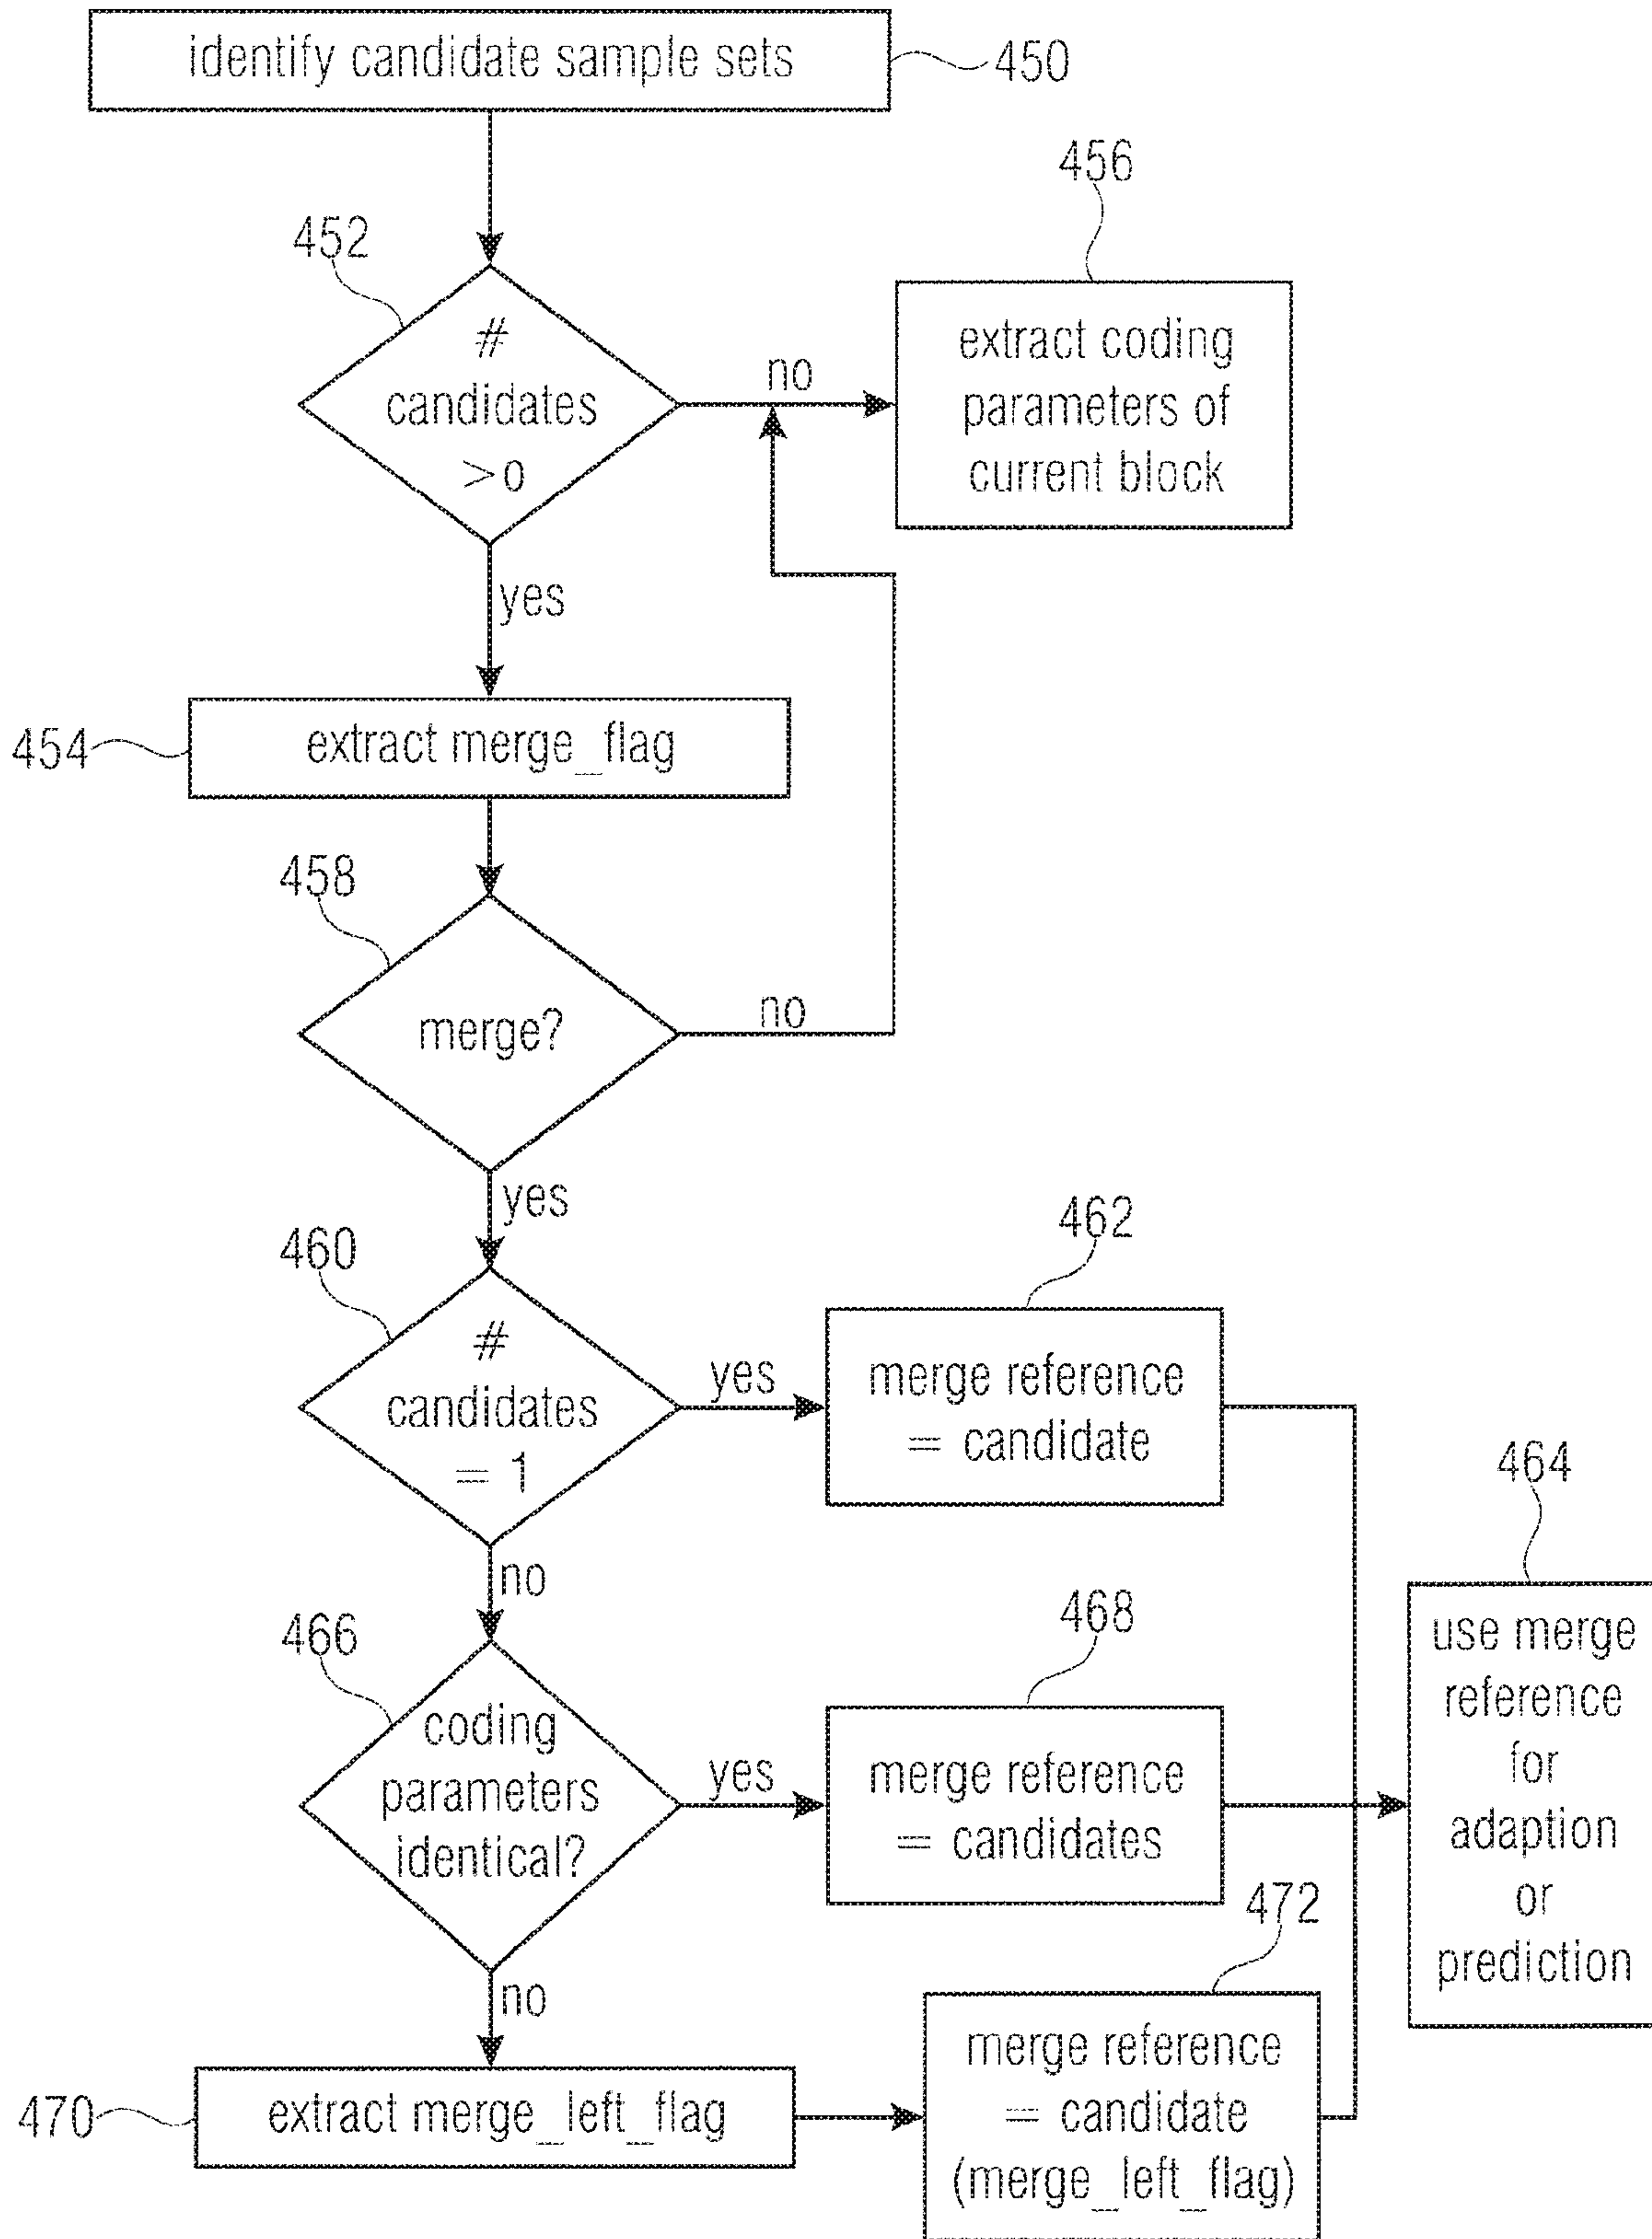 identify candidate sample sets
450
456
452
#
candidates
>0
no
extract coding
parameters of
current block
yes
454
extract merge_flag
458
merge?
no
yes
460
#
candidates
= 1
yes
462
merge reference
= candidate
464
use merge
reference
for
adaption
or
prediction
no
466
coding
parameters
identical?
yes
468
merge reference
= candidates
no
470
extract merge_left_flag
472
merge reference
= candidate
(merge_left_flag)